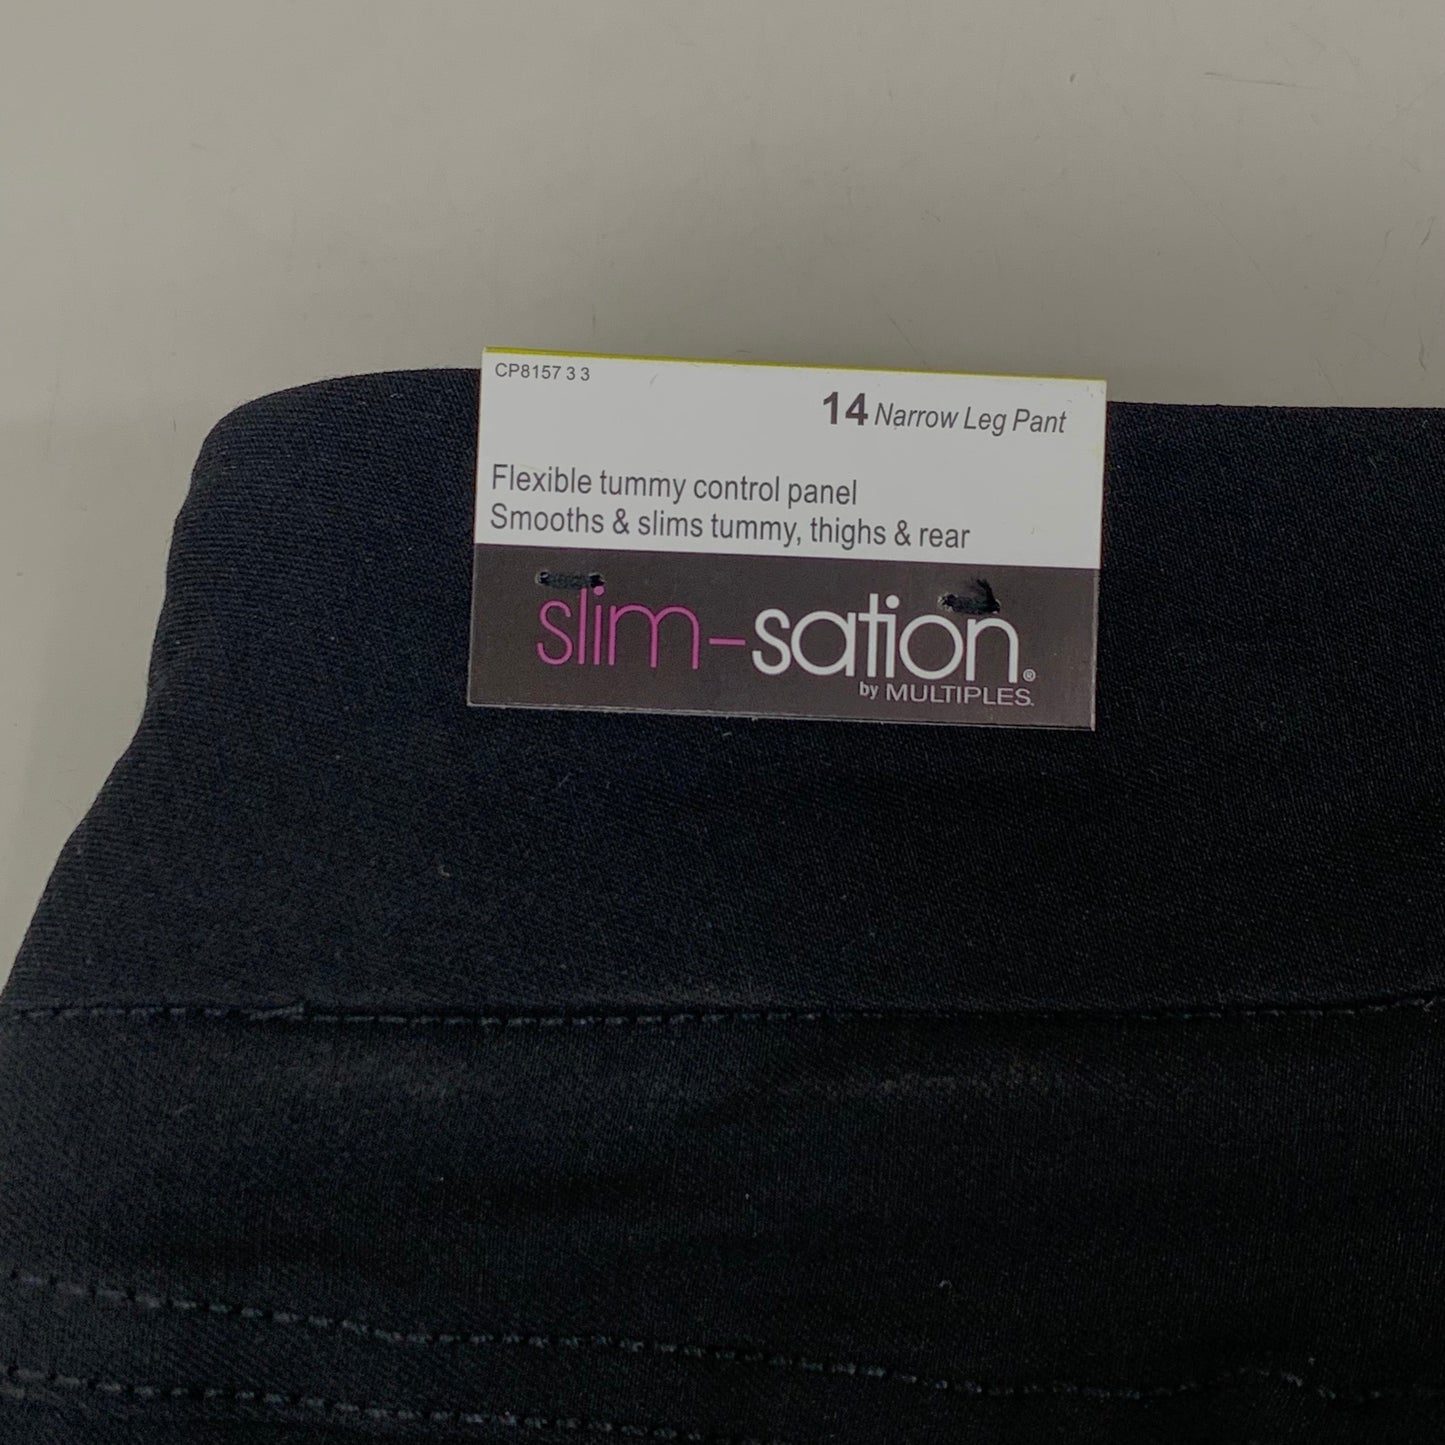 CP8157 3 3
14 Narrow Leg Pant
Flexible tummy control panel
Smooths & slims tummy, thighs & rear
slim-sation®
by MULTIPLES.